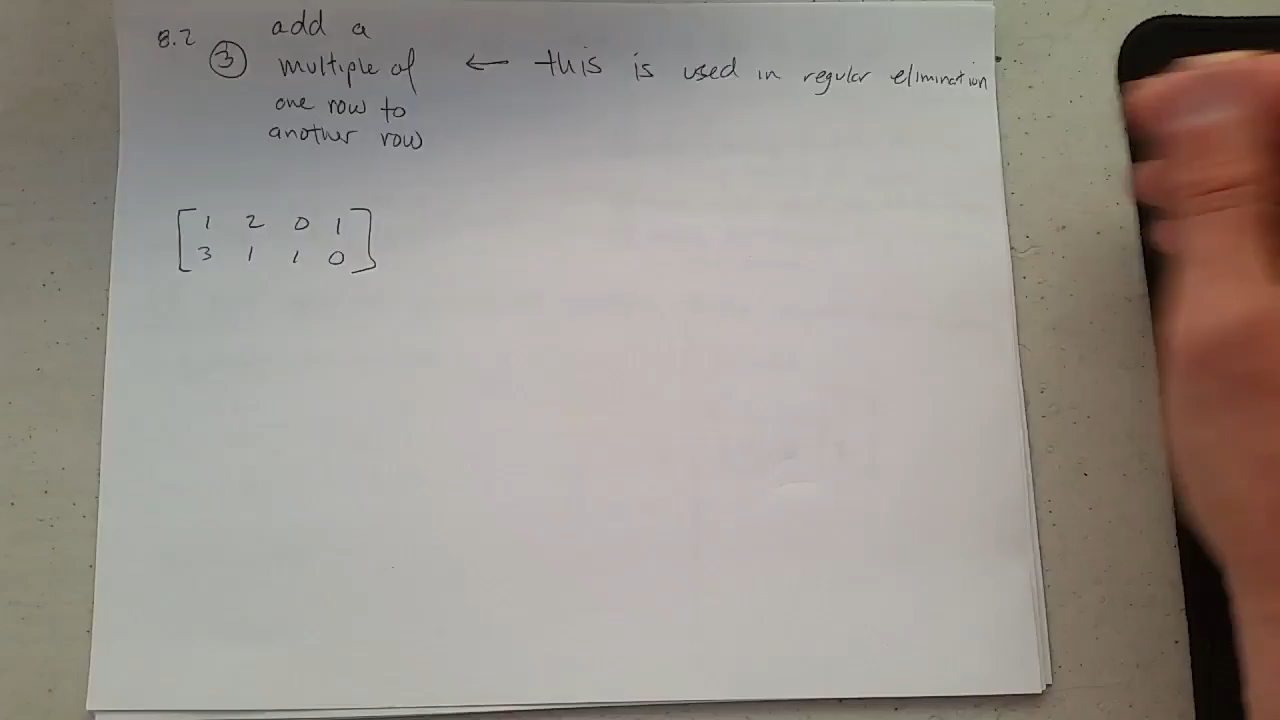 8.2 ③ add a
multiple of ← this is used in regular elimination
one row to
another row
1 2 0 1
3 1 1 0